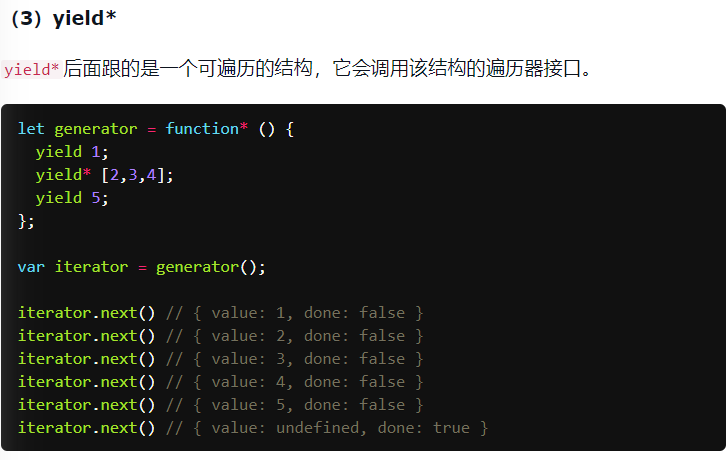 （3）yield*
yield*后面跟的是一个可遍历的结构，它会调用该结构的遍历器接口。
let generator = function* () {
  yield 1;
  yield* [2,3,4];
  yield 5;
};
var iterator = generator();
iterator.next() // { value: 1, done: false }
iterator.next() // { value: 2, done: false }
iterator.next() // { value: 3, done: false }
iterator.next() // { value: 4, done: false }
iterator.next() // { value: 5, done: false }
iterator.next() // { value: undefined, done: true }